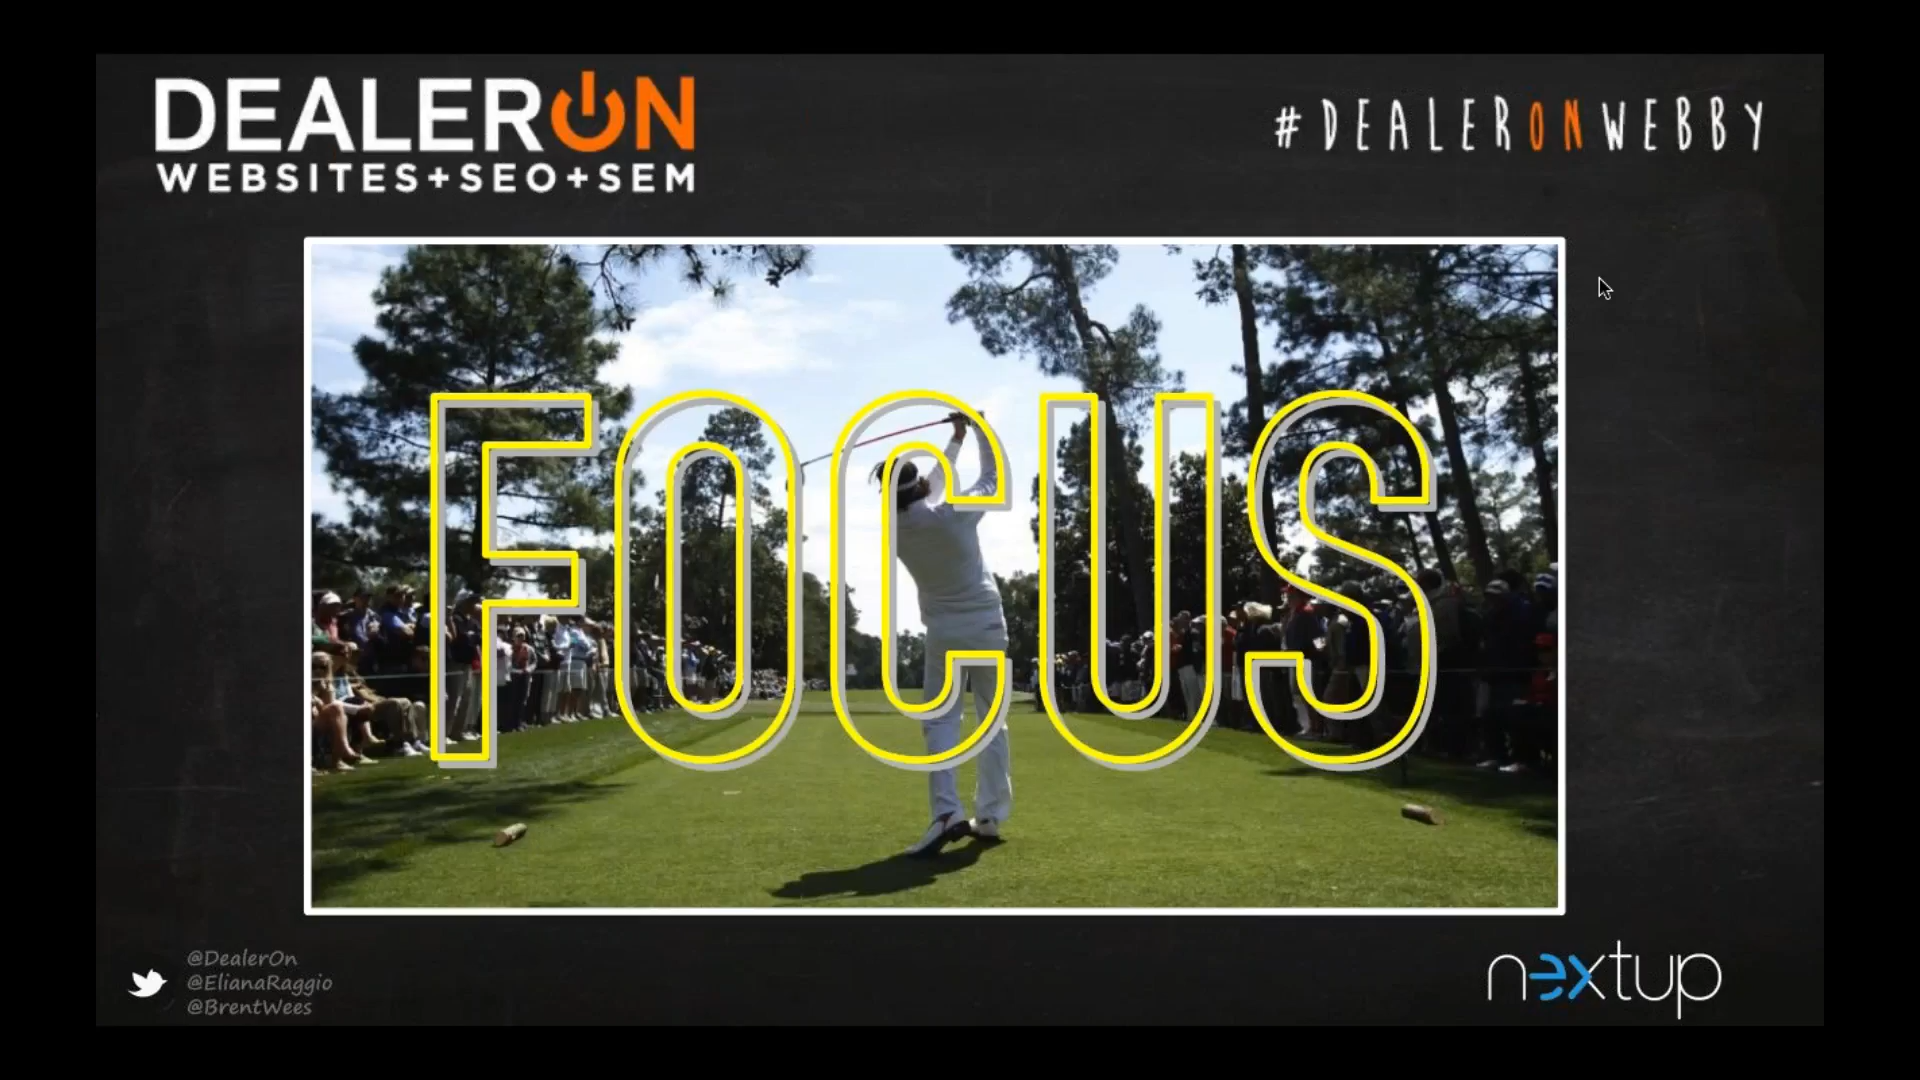 DEALERON
WEBSITES+SEO+SEM
#DEALERONWEBBY
FOCUS
@DealerOn
@ElianaRaggio
@BrentWees
nextup